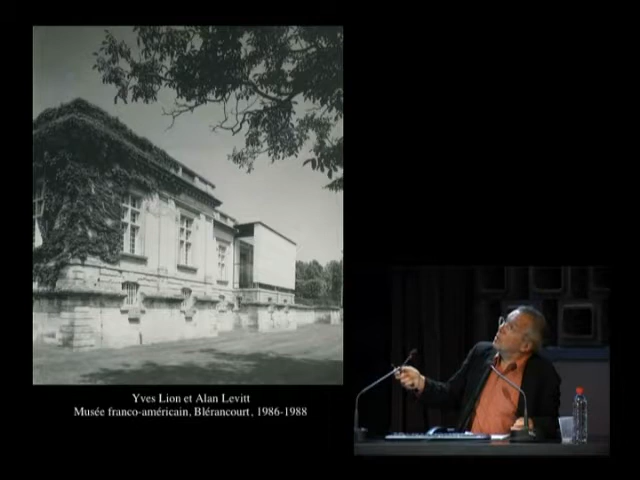 Yves Lion et Alan Levitt
Musée franco-américain, Blérancourt, 1986-1988